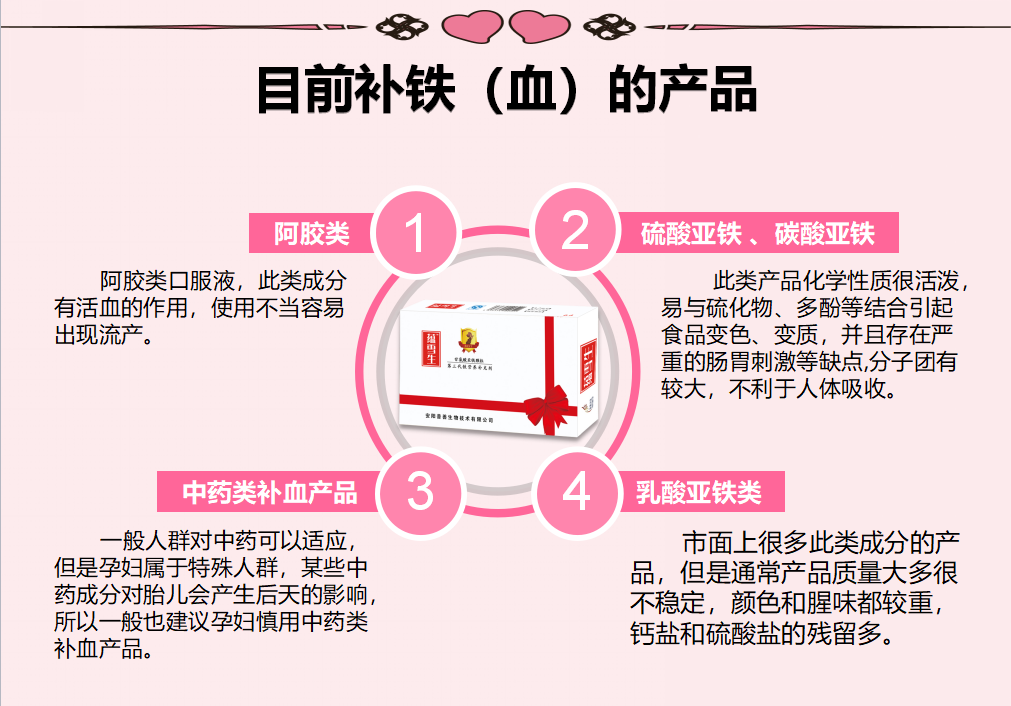 目前补铁（血）的产品
1
阿胶类
阿胶类口服液，此类成分
有活血的作用，使用不当容易
出现流产。
2
硫酸亚铁 、碳酸亚铁
此类产品化学性质很活泼，
易与硫化物、多酚等结合引起
食品变色、变质，并且存在严
重的肠胃刺激等缺点,分子团有
较大，不利于人体吸收。
3
中药类补血产品
一般人群对中药可以适应，
但是孕妇属于特殊人群，某些中
药成分对胎儿会产生后天的影响，
所以一般也建议孕妇慎用中药类
补血产品。
4
乳酸亚铁类
市面上很多此类成分的产
品，但是通常产品质量大多很
不稳定，颜色和腥味都较重，
钙盐和硫酸盐的残留多。